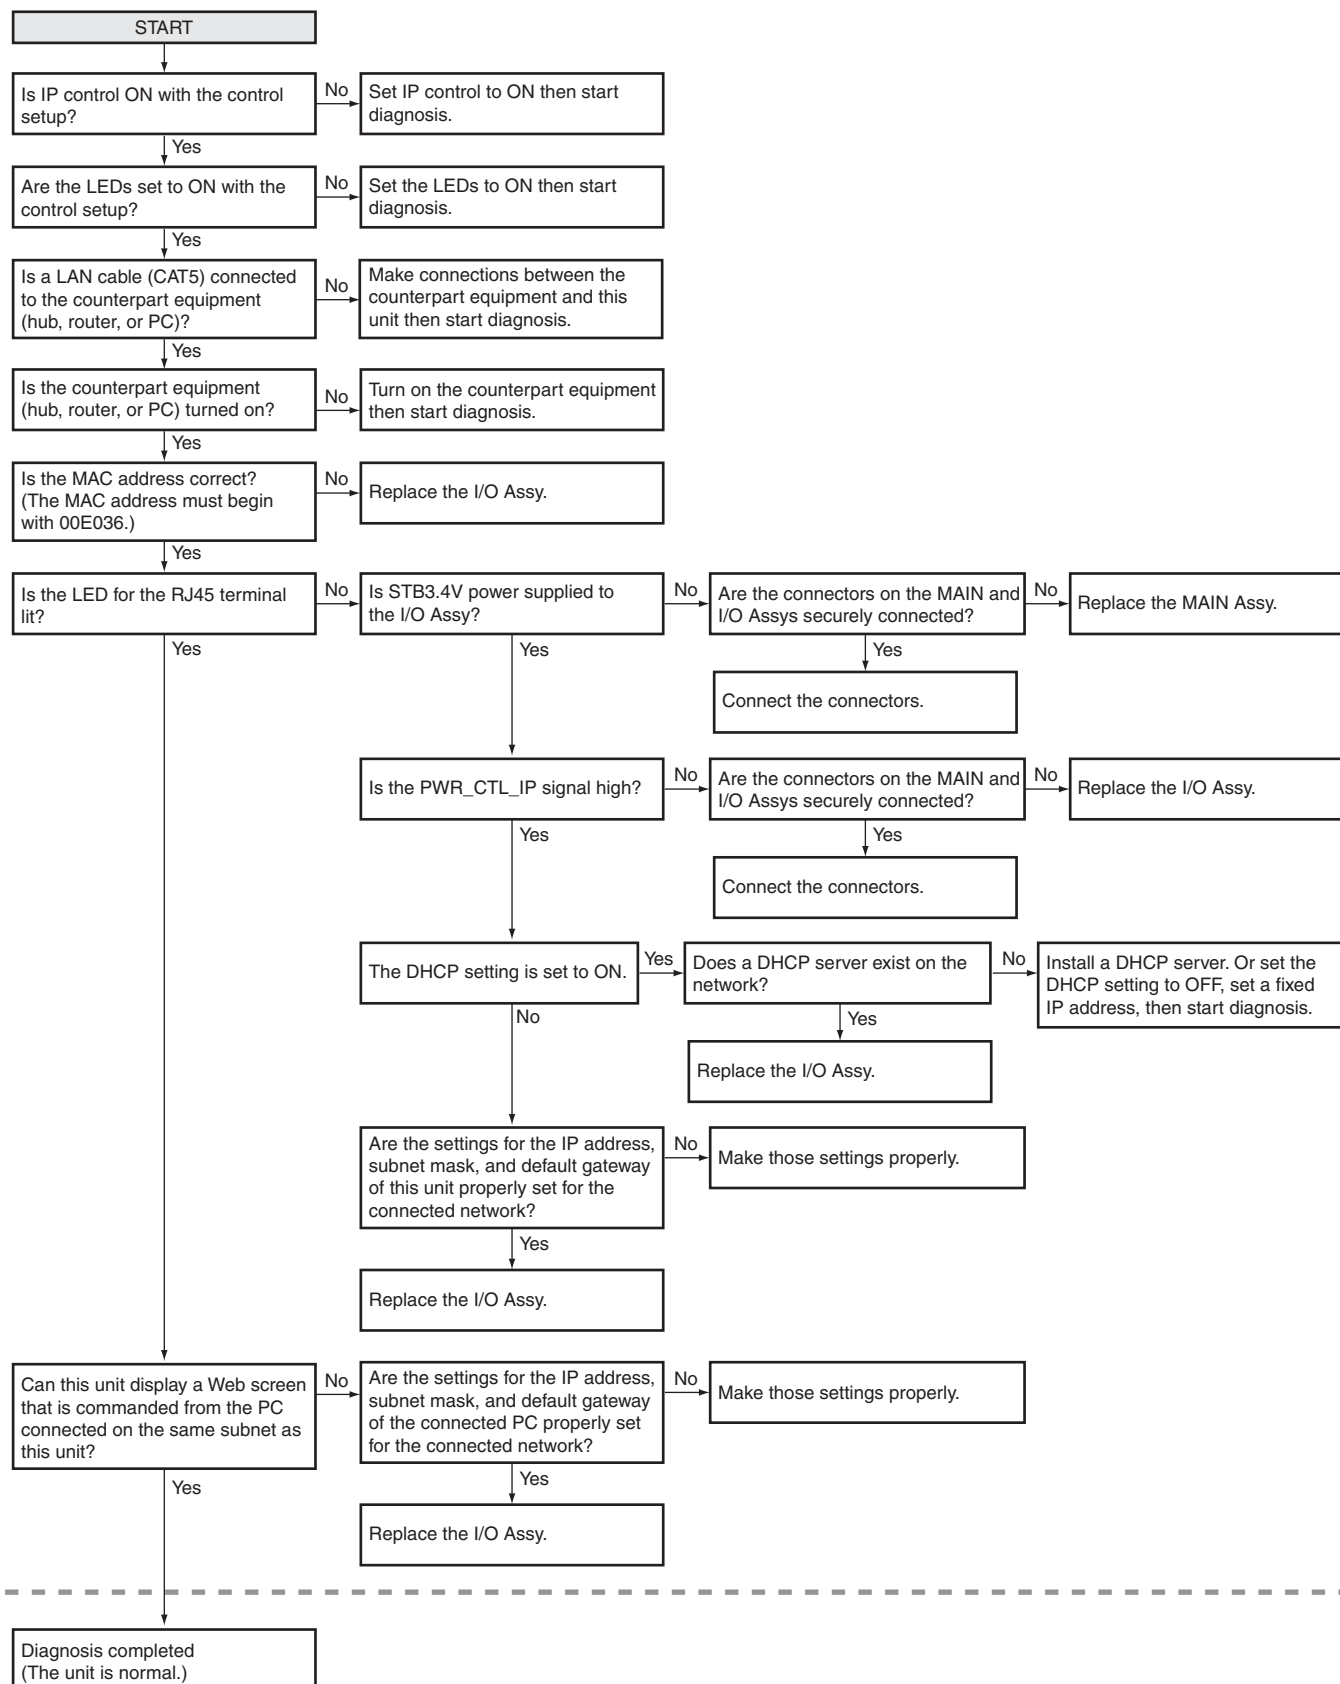 START
Is IP control ON with the control
setup?
No
Set IP control to ON then start
diagnosis.
Yes
Are the LEDs set to ON with the
control setup?
No
Set the LEDs to ON then start
diagnosis.
Yes
Is a LAN cable (CAT5) connected
to the counterpart equipment
(hub, router, or PC)?
No
Make connections between the
counterpart equipment and this
unit then start diagnosis.
Yes
Is the counterpart equipment
(hub, router, or PC) turned on?
No
Turn on the counterpart equipment
then start diagnosis.
Yes
Is the MAC address correct?
(The MAC address must begin
with 00E036.)
No
Replace the I/O Assy.
Yes
Is the LED for the RJ45 terminal
lit?
No
Is STB3.4V power supplied to
the I/O Assy?
No
Are the connectors on the MAIN and
I/O Assys securely connected?
No
Replace the MAIN Assy.
Yes
Yes
Yes
Connect the connectors.
Is the PWR_CTL_IP signal high?
No
Are the connectors on the MAIN and
I/O Assys securely connected?
No
Replace the I/O Assy.
Yes
Yes
Connect the connectors.
The DHCP setting is set to ON.
Yes
Does a DHCP server exist on the
network?
No
Install a DHCP server. Or set the
DHCP setting to OFF, set a fixed
IP address, then start diagnosis.
No
Yes
Replace the I/O Assy.
Are the settings for the IP address,
subnet mask, and default gateway
of this unit properly set for the
connected network?
No
Make those settings properly.
Yes
Replace the I/O Assy.
Can this unit display a Web screen
that is commanded from the PC
connected on the same subnet as
this unit?
No
Are the settings for the IP address,
subnet mask, and default gateway
of the connected PC properly set
for the connected network?
No
Make those settings properly.
Yes
Yes
Replace the I/O Assy.
Diagnosis completed
(The unit is normal.)